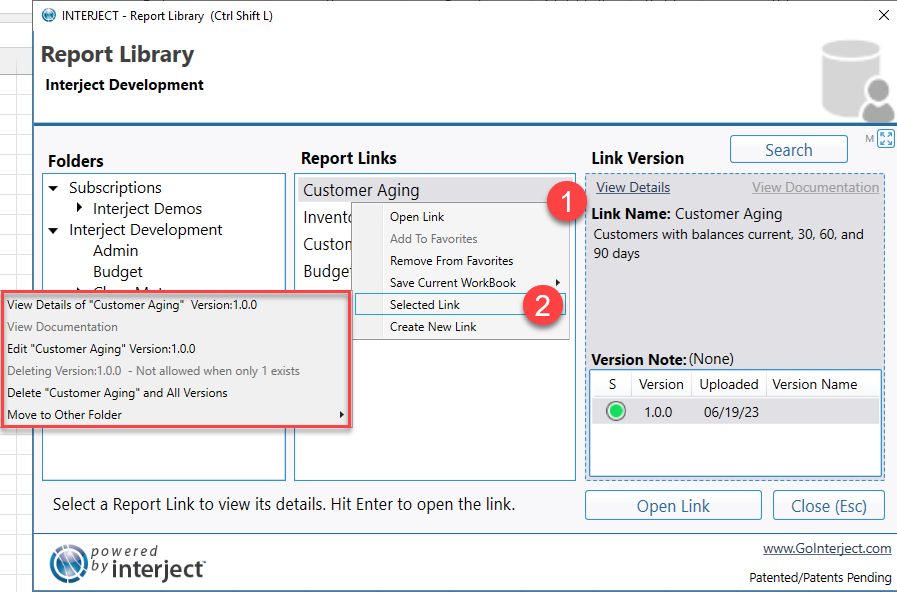 INTERJECT - Report Library (Ctrl Shift L)
Report Library
Interject Development
M
Folders
Subscriptions
Interject Demos
Interject Development
Admin
Budget
View Details of "Customer Aging" Version:1.0.0
View Documentation
Edit "Customer Aging" Version:1.0.0
Deleting Version:1.0.0 - Not allowed when only 1 exists
Delete "Customer Aging" and All Versions
Move to Other Folder
Report Links
Customer Aging
Invento
Custom
Budget
1
Open Link
Add To Favorites
Remove From Favorites
Save Current WorkBook
Selected Link
2
Create New Link
Link Version
Search
View Details
View Documentation
Link Name: Customer Aging
Customers with balances current, 30, 60, and
90 days
Version Note: (None)
S Version Uploaded Version Name
1.0.0 06/19/23
Select a Report Link to view its details. Hit Enter to open the link.
Open Link
Close (Esc)
powered
by interject
www.GoInterject.com
Patented/Patents Pending